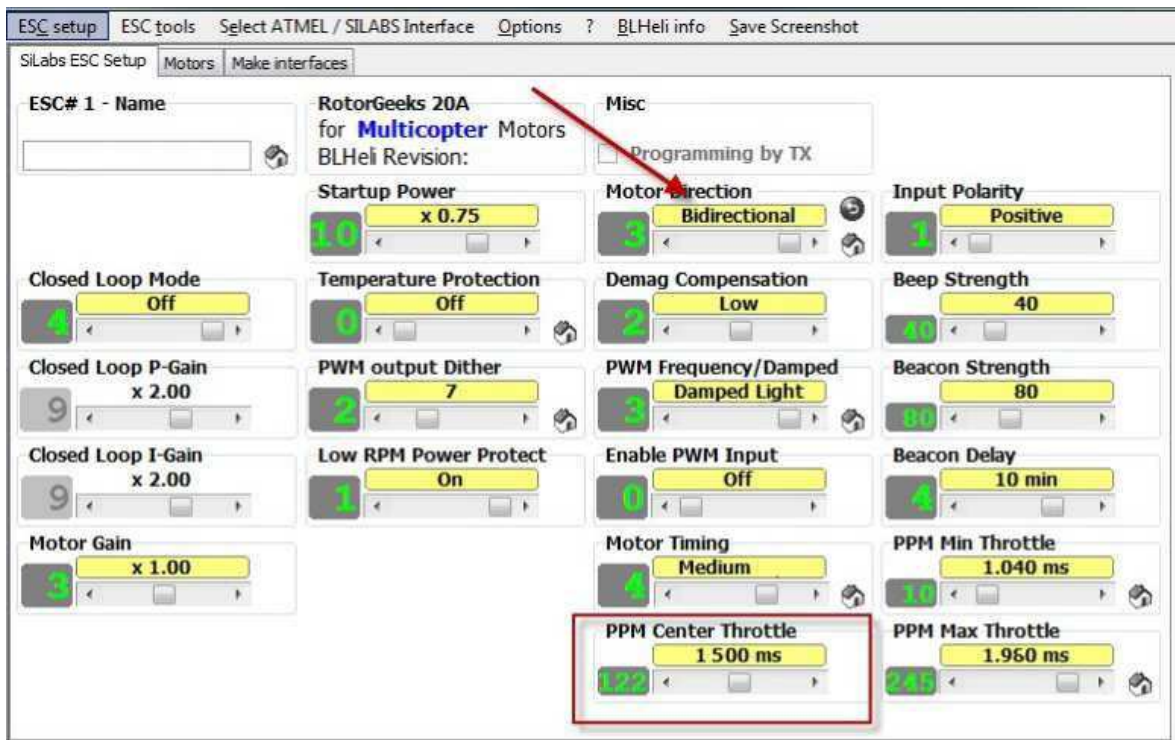 ESC setup ESC tools Select ATMEL / SILABS Interface Options ? BLHeli info Save Screenshot
SiLabs ESC Setup Motors Make interfaces
ESC# 1 - Name
RotorGeeks 20A
for Multicopter Motors
BLHeli Revision:
Misc
Programming by TX
Startup Power
x 0.75
10
Motor Direction
Bidirectional
3
Input Polarity
Positive
1
Closed Loop Mode
Off
4
Temperature Protection
Off
0
Demag Compensation
Low
2
Beep Strength
40
40
Closed Loop P-Gain
x 2.00
9
PWM output Dither
7
2
PWM Frequency/Damped
Damped Light
3
Beacon Strength
80
80
Closed Loop I-Gain
x 2.00
9
Low RPM Power Protect
On
1
Enable PWM Input
Off
0
Beacon Delay
10 min
4
Motor Gain
x 1.00
3
Motor Timing
Medium
4
PPM Min Throttle
1.040 ms
10
PPM Center Throttle
1 500 ms
122
PPM Max Throttle
1.960 ms
245